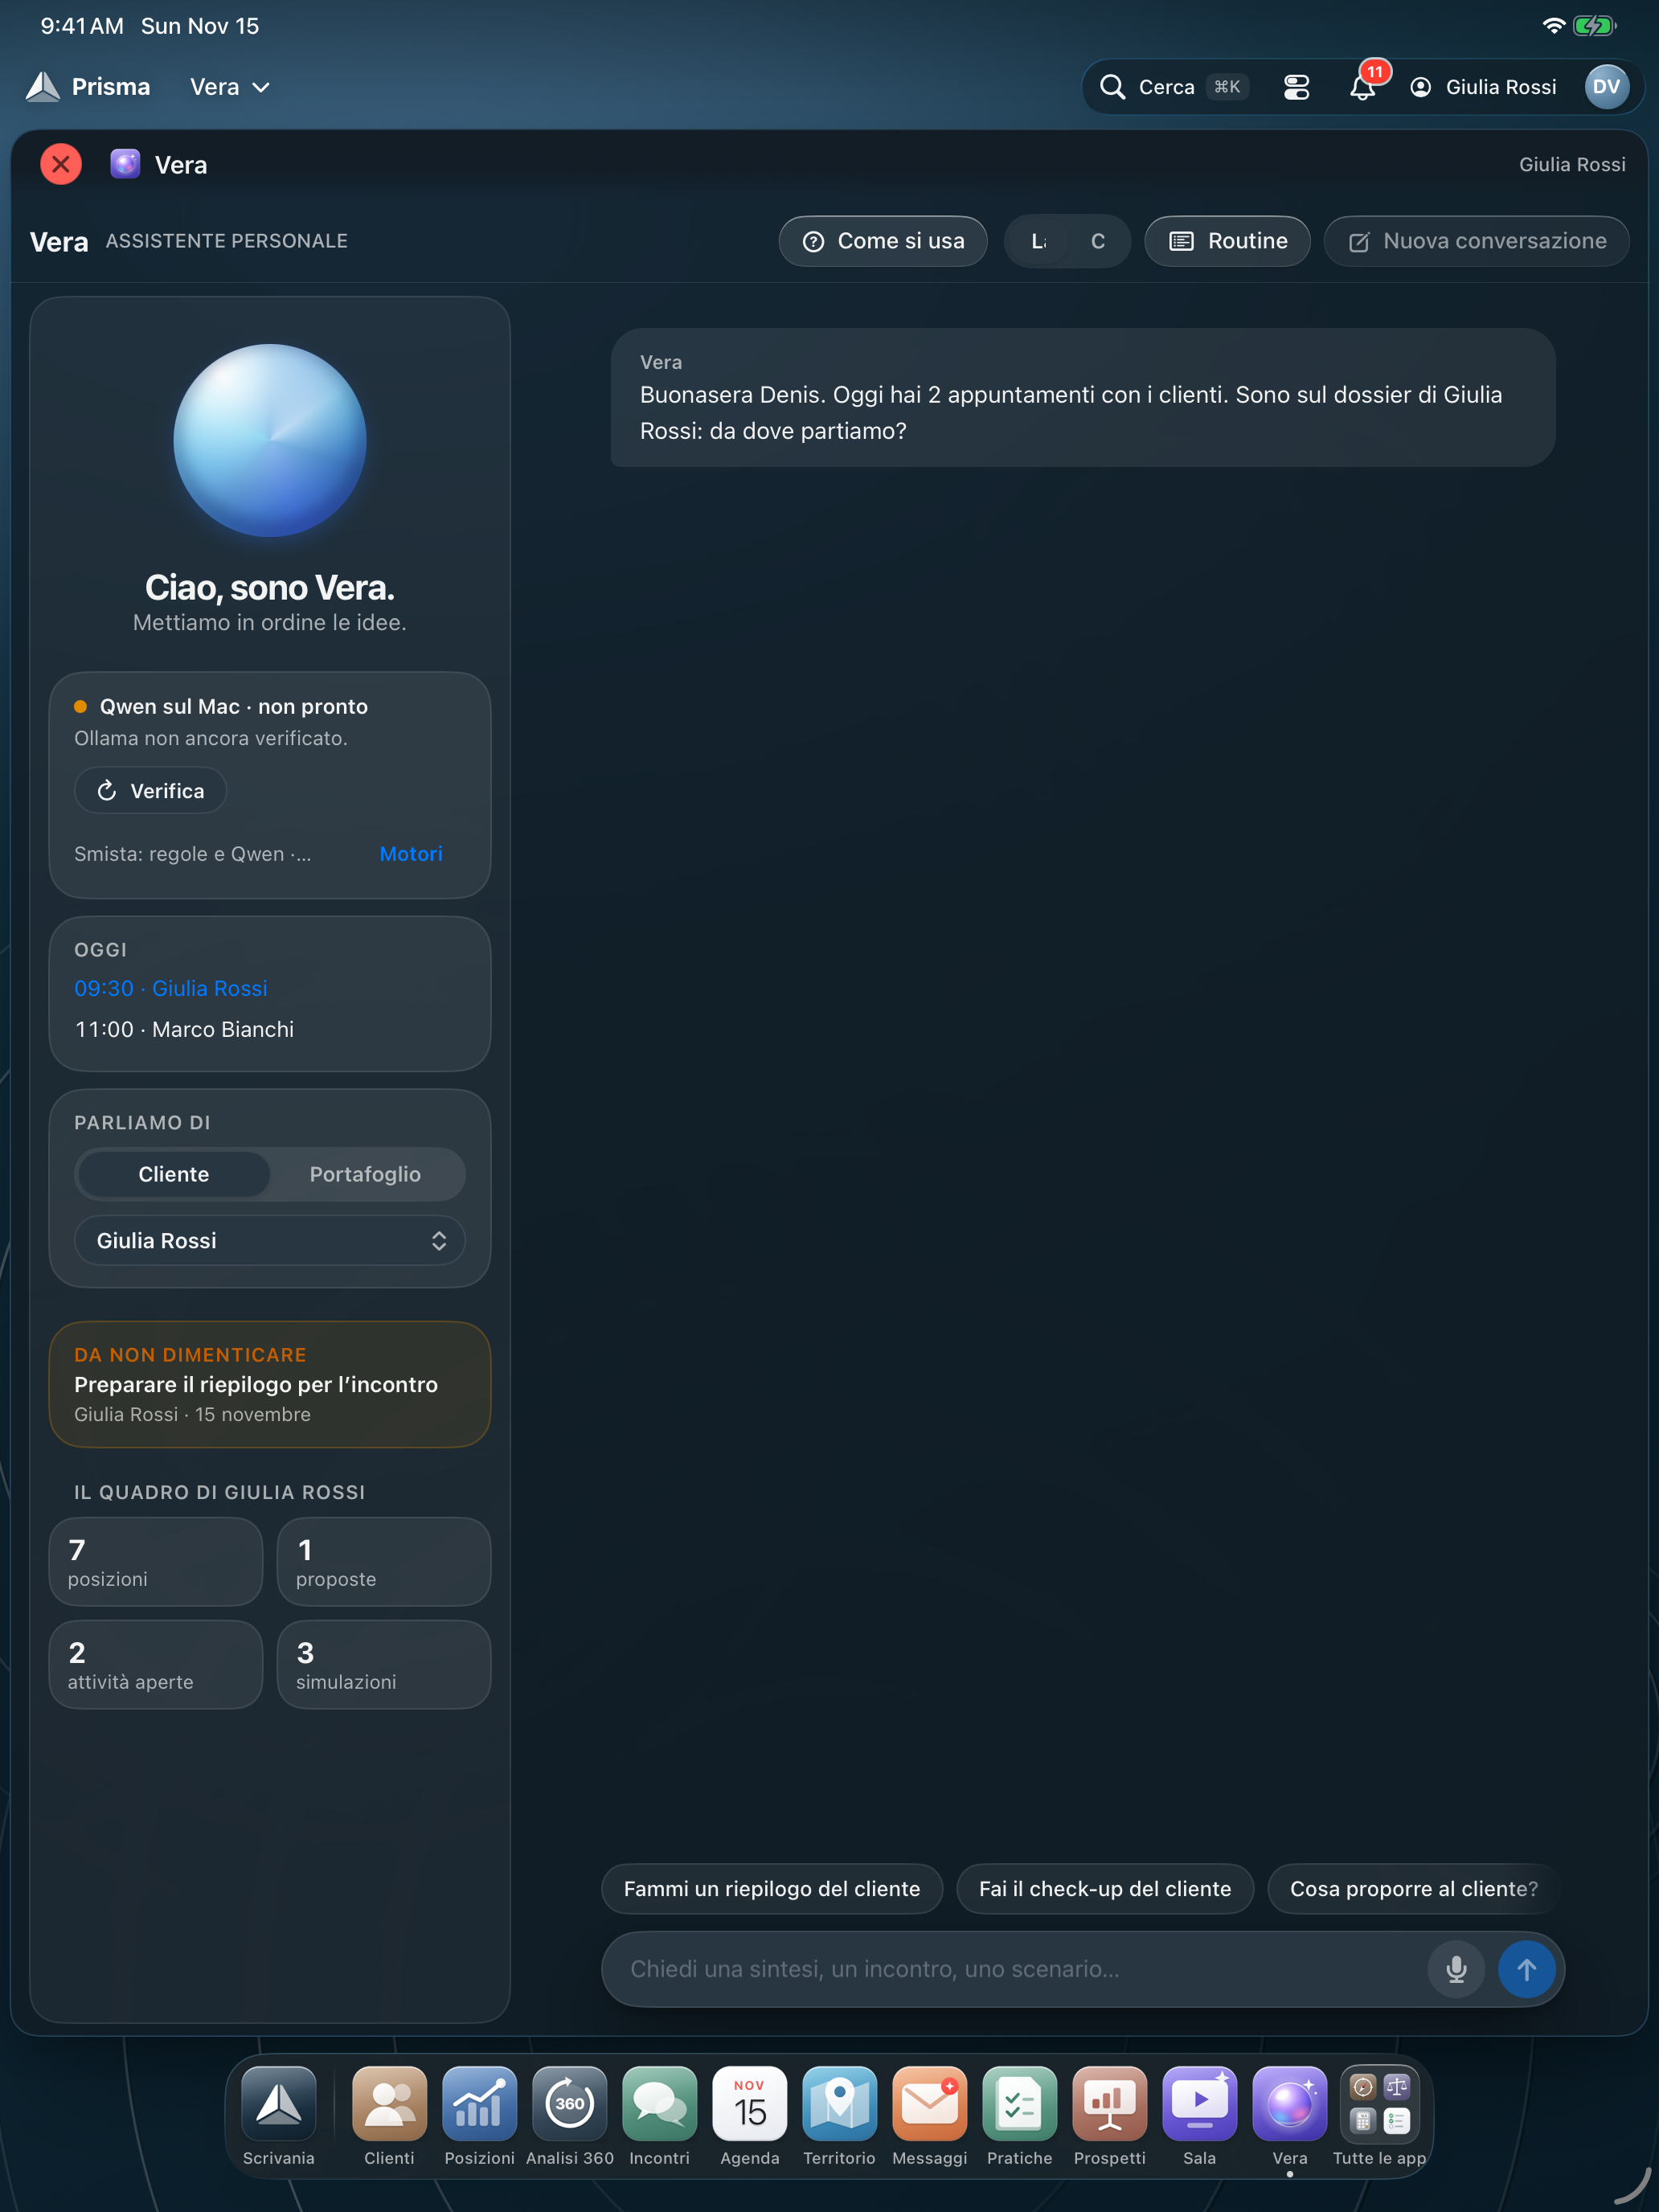 9:41 AM Sun Nov 15
Prisma Vera
Cerca ⌘K
11
Giulia Rossi
DV
Vera
Giulia Rossi
Vera ASSISTENTE PERSONALE
Come si usa
C
Routine
Nuova conversazione
Ciao, sono Vera.
Mettiamo in ordine le idee.
Qwen sul Mac · non pronto
Ollama non ancora verificato.
Verifica
Smista: regole e Qwen ·...
Motori
OGGI
09:30 · Giulia Rossi
11:00 · Marco Bianchi
PARLIAMO DI
Cliente
Portafoglio
Giulia Rossi
DA NON DIMENTICARE
Preparare il riepilogo per l’incontro
Giulia Rossi · 15 novembre
IL QUADRO DI GIULIA ROSSI
7
posizioni
1
proposte
2
attività aperte
3
simulazioni
Vera
Buonasera Denis. Oggi hai 2 appuntamenti con i clienti. Sono sul dossier di Giulia
Rossi: da dove partiamo?
Fammi un riepilogo del cliente
Fai il check-up del cliente
Cosa proporre al cliente?
Chiedi una sintesi, un incontro, uno scenario...
360
NOV
15
Scrivania
Clienti
Posizioni
Analisi 360
Incontri
Agenda
Territorio
Messaggi
Pratiche
Prospetti
Sala
Vera
Tutte le app